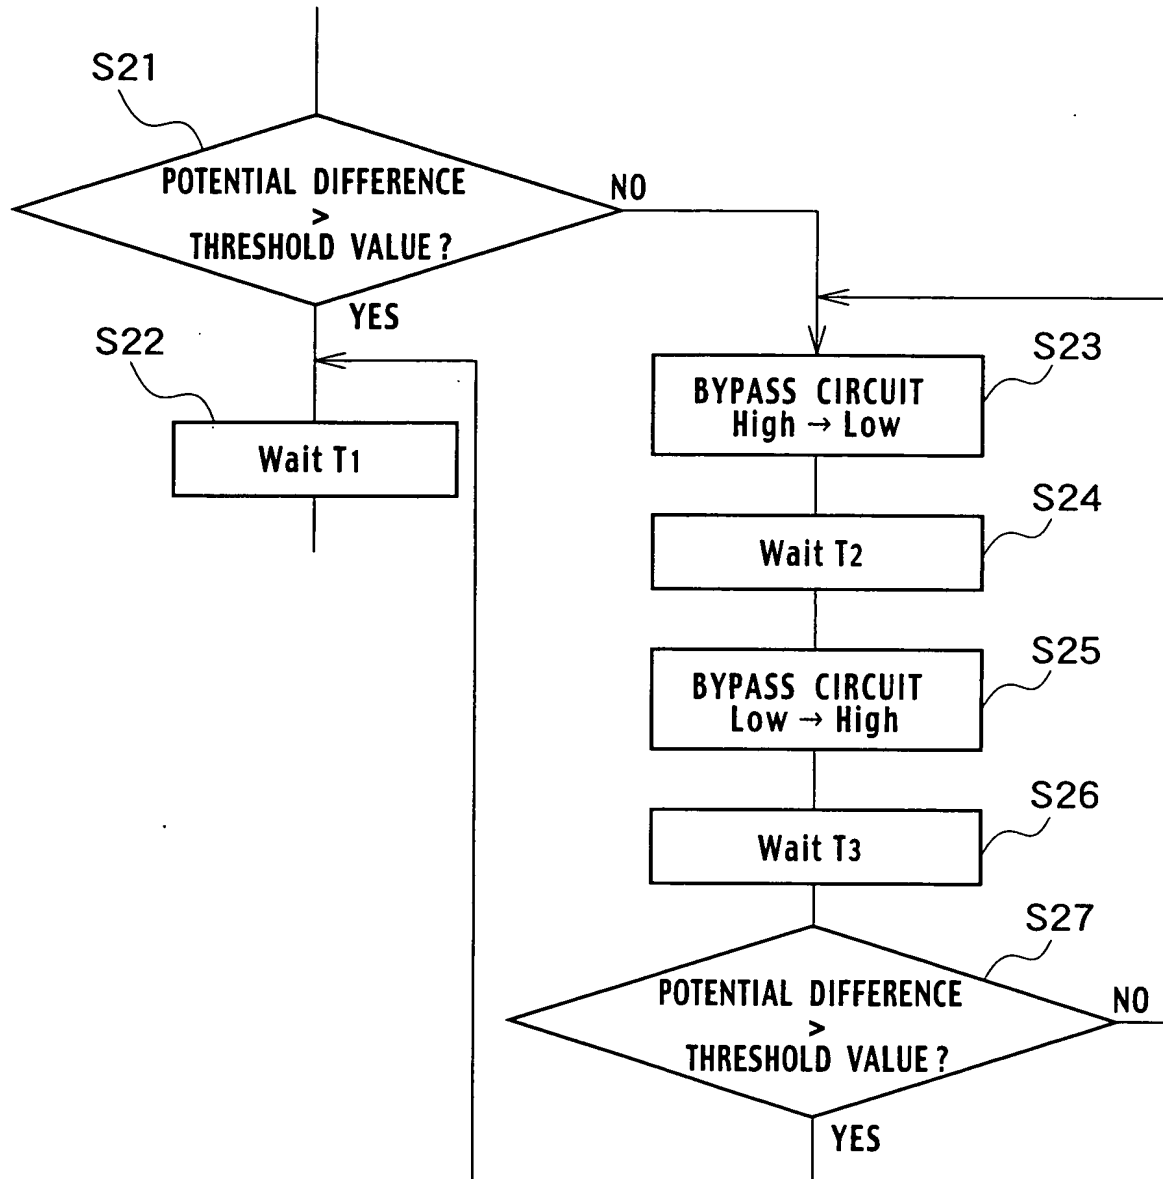 S21
POTENTIAL DIFFERENCE
>
THRESHOLD VALUE?
NO
YES
S22
Wait T1
S23
BYPASS CIRCUIT
High → Low
S24
Wait T2
S25
BYPASS CIRCUIT
Low → High
S26
Wait T3
S27
POTENTIAL DIFFERENCE
>
THRESHOLD VALUE?
NO
YES